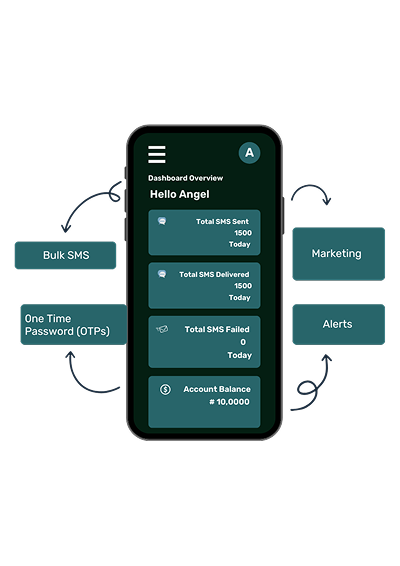 A
Dashboard Overview
Hello Angel
Total SMS Sent
1500
Today
Total SMS Delivered
1500
Today
Total SMS Failed
0
Today
Account Balance
# 10,0000
Bulk SMS
One Time
Password (OTPs)
Marketing
Alerts